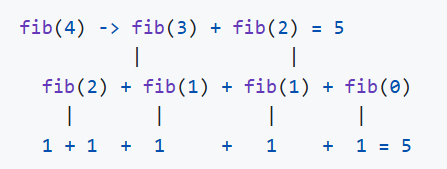 fib(4) -> fib(3) + fib(2) = 5
| |
fib(2) + fib(1) + fib(1) + fib(0)
| | | |
1 + 1 + 1 + 1 + 1 = 5